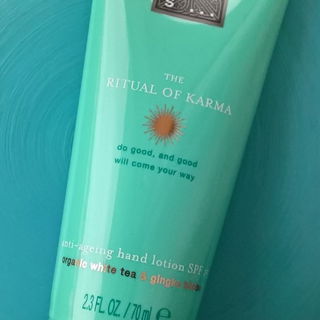 THE
RITUAL OF KARMA
do good, and good
will come your way
anti-ageing hand lotion SPF
organic white tea & ginkgo
2.3 FL. OZ. / 70 ml e